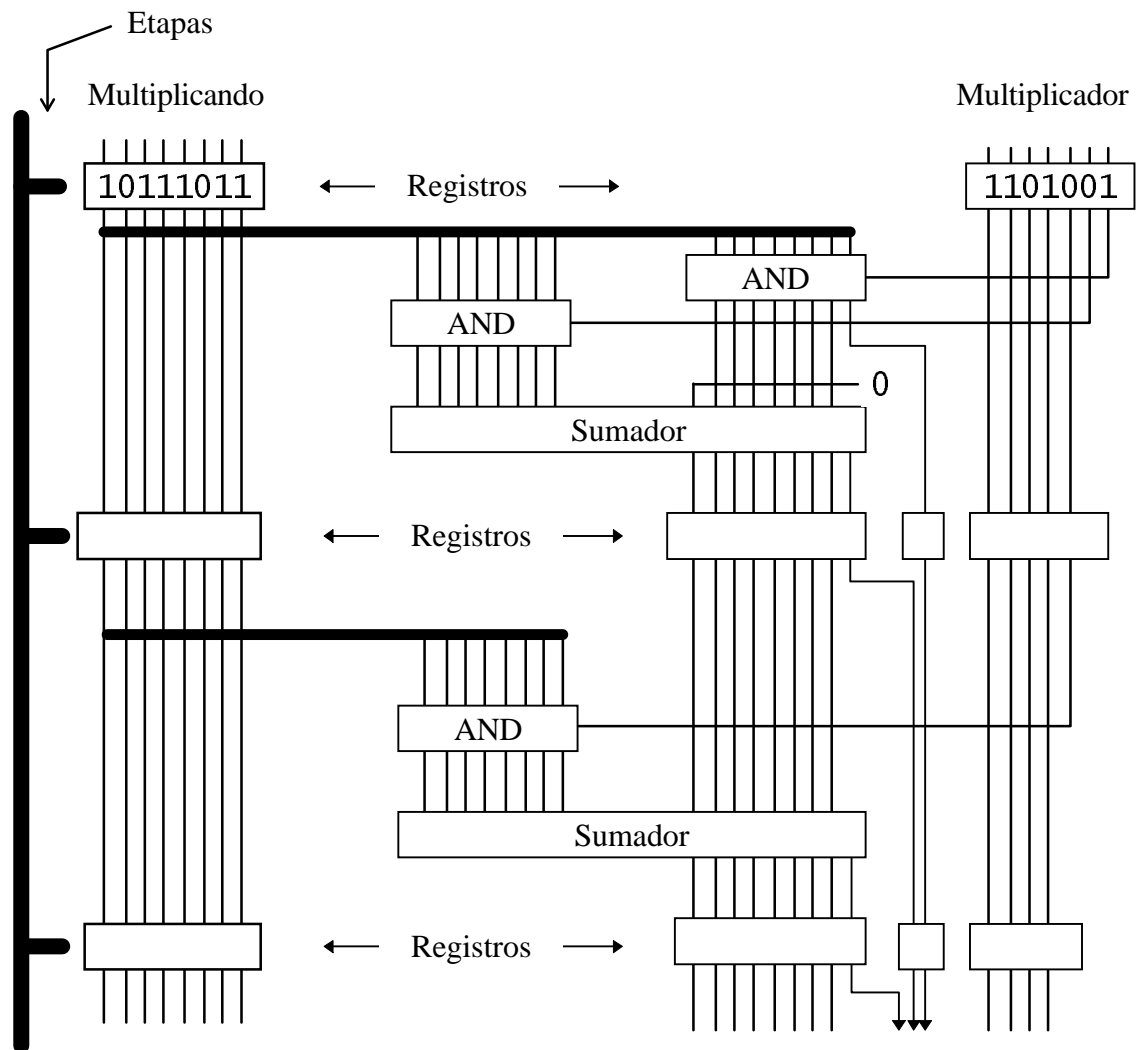 Etapas
Multiplicando
Multiplicador
10111011
Registros
1101001
AND
AND
0
Sumador
Registros
AND
Sumador
Registros